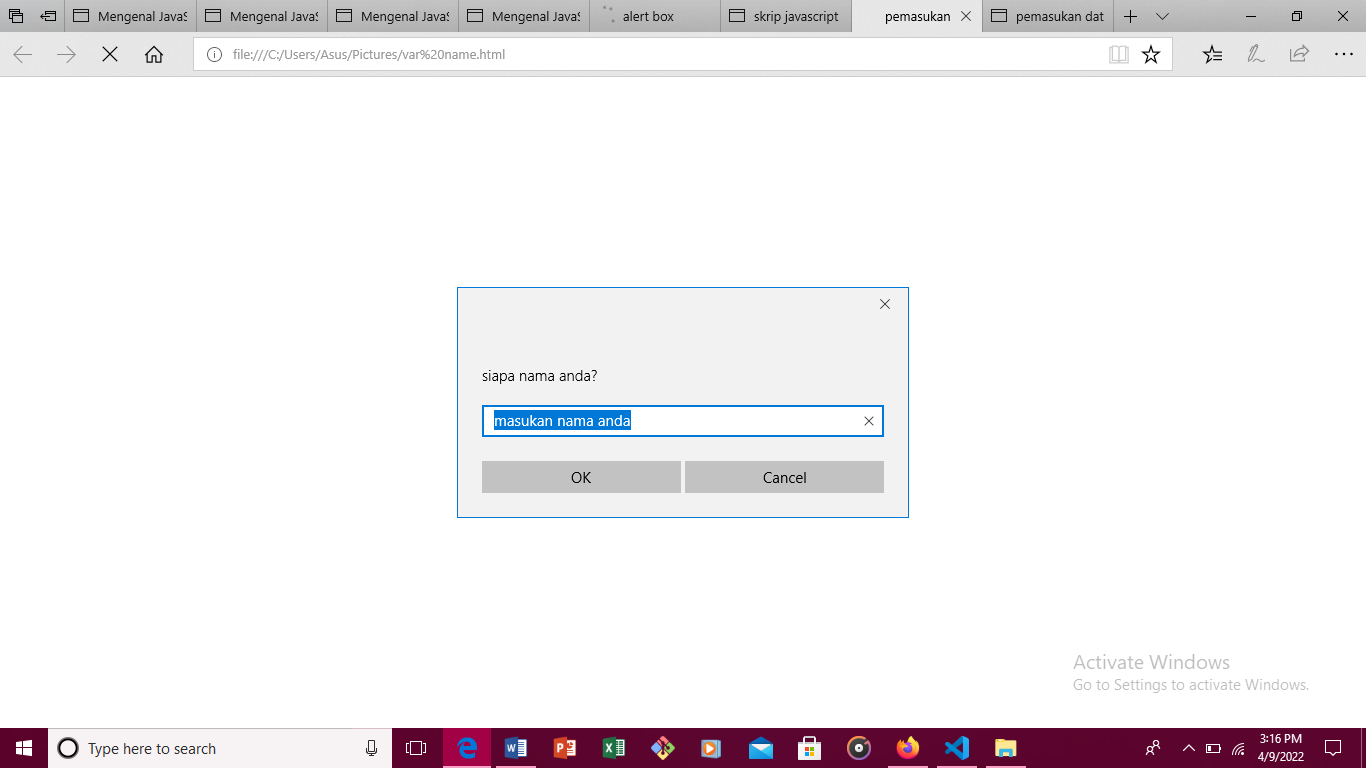 Mengenal JavaS
Mengenal JavaS
Mengenal JavaS
Mengenal JavaS
alert box
skrip javascript
pemasukan
pemasukan dat
file:///C:/Users/Asus/Pictures/var%20name.html
siapa nama anda?
masukan nama anda
OK
Cancel
Activate Windows
Go to Settings to activate Windows.
Type here to search
3:16 PM
4/9/2022